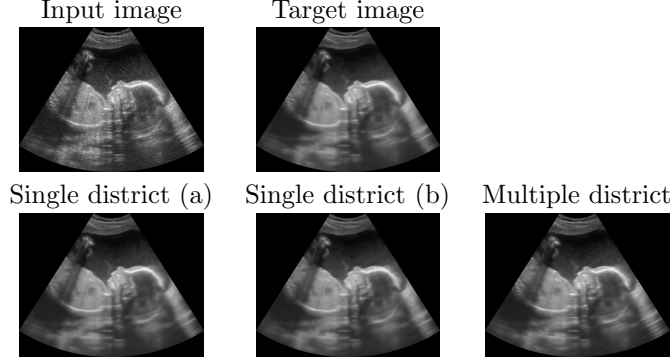 Input image
Target image
Single district (a)
Single district (b)
Multiple district